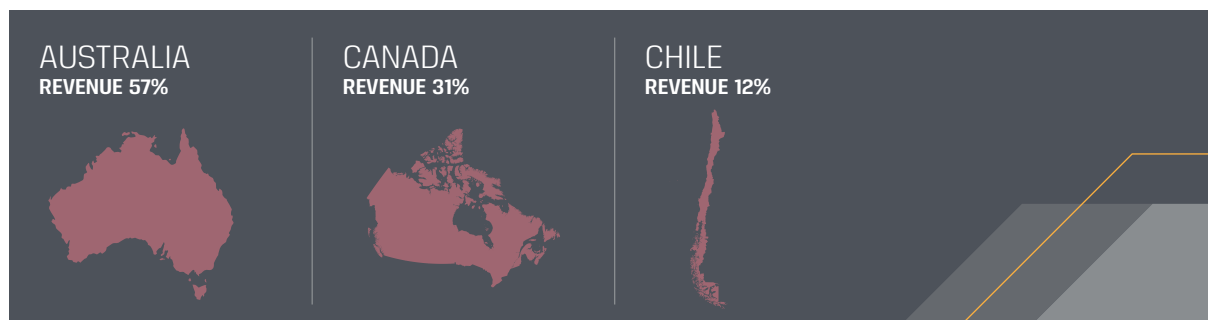 AUSTRALIA
REVENUE 57%
CANADA
REVENUE 31%
CHILE
REVENUE 12%